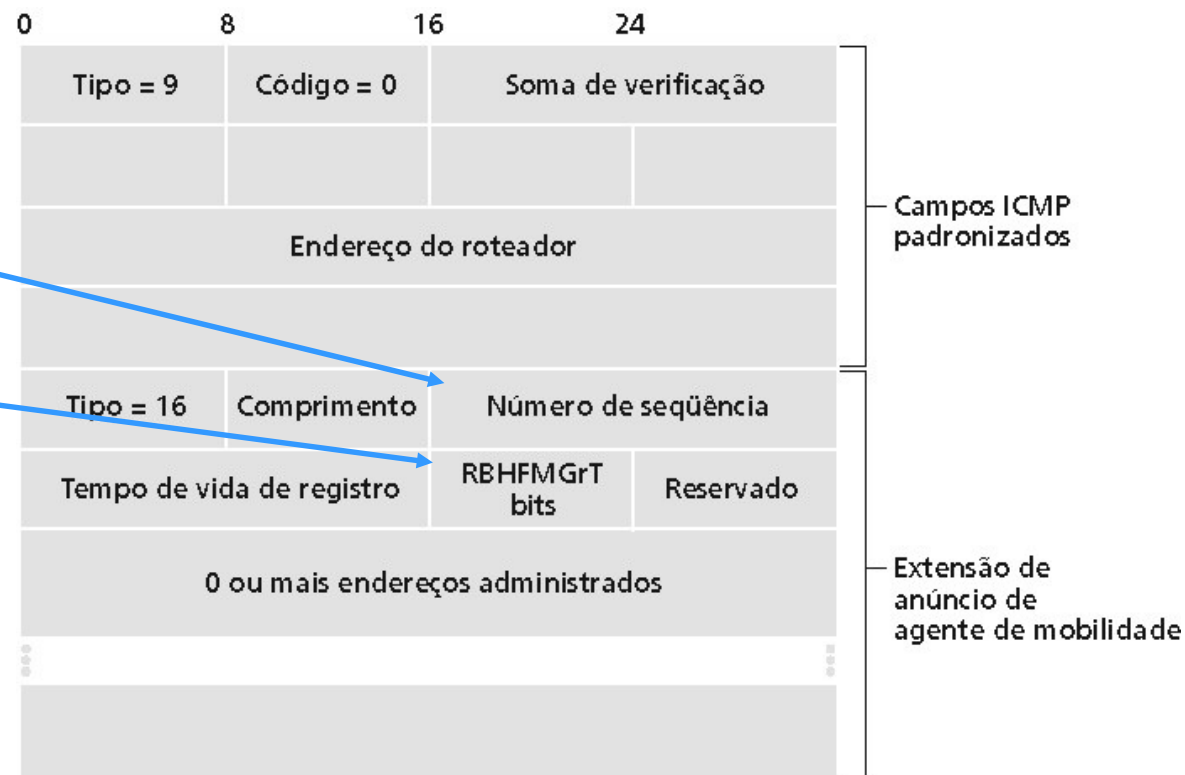 0 8 16 24
Tipo = 9 Código = 0 Soma de verificação
Campos ICMP
padronizados
Endereço do roteador
Tipo = 16 Comprimento Número de seqüência
Tempo de vida de registro
RBHFMGrT
bits
Reservado
0 ou mais endereços administrados
Extensão de
anúncio de
agente de mobilidade